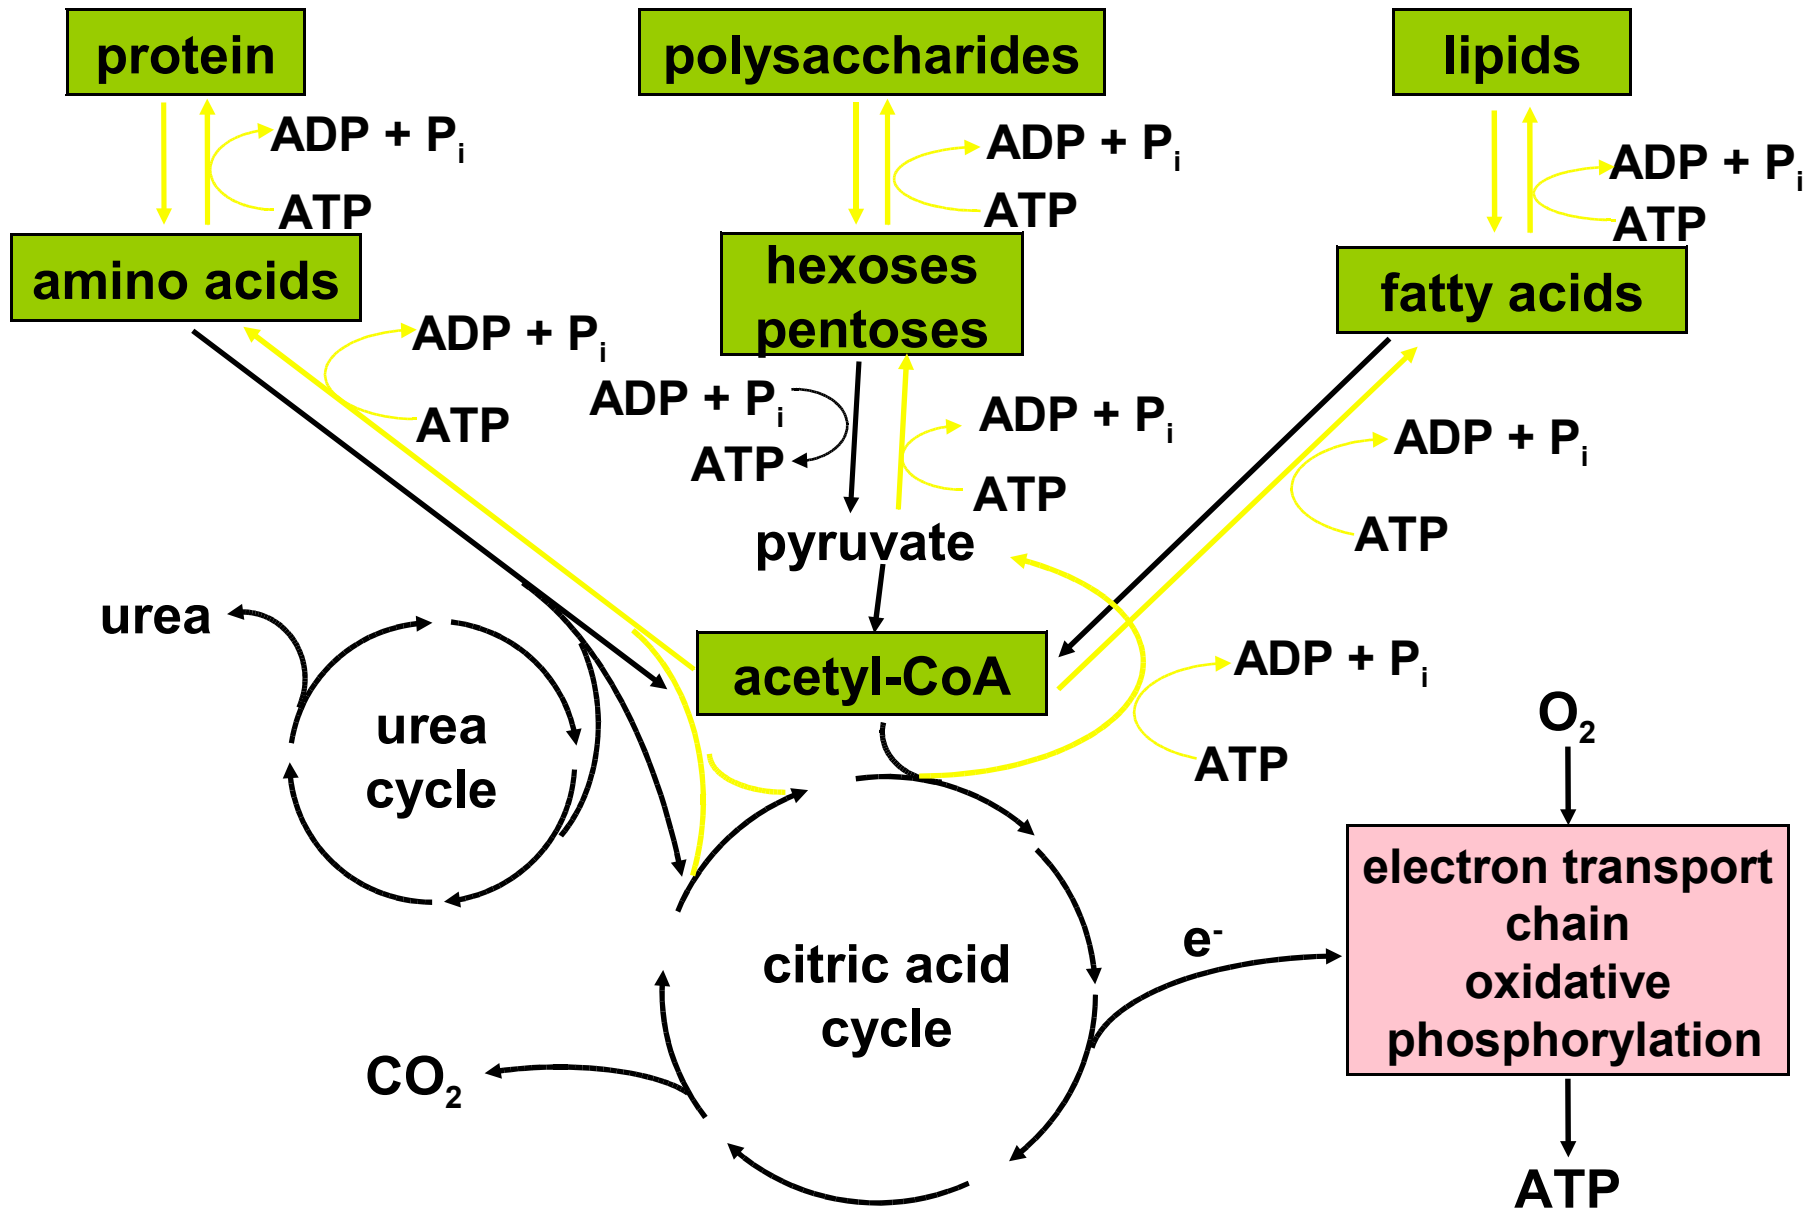 protein
polysaccharides
lipids
ADP + Pi
ATP
ADP + Pi
ATP
ADP + Pi
ATP
amino acids
hexoses
pentoses
fatty acids
ADP + Pi
ATP
ADP + Pi
ATP
ADP + Pi
ATP
ADP + Pi
ATP
pyruvate
urea
acetyl-CoA
ADP + Pi
ATP
urea
cycle
O2
electron transport
chain
oxidative
phosphorylation
e-
citric acid
cycle
CO2
ATP